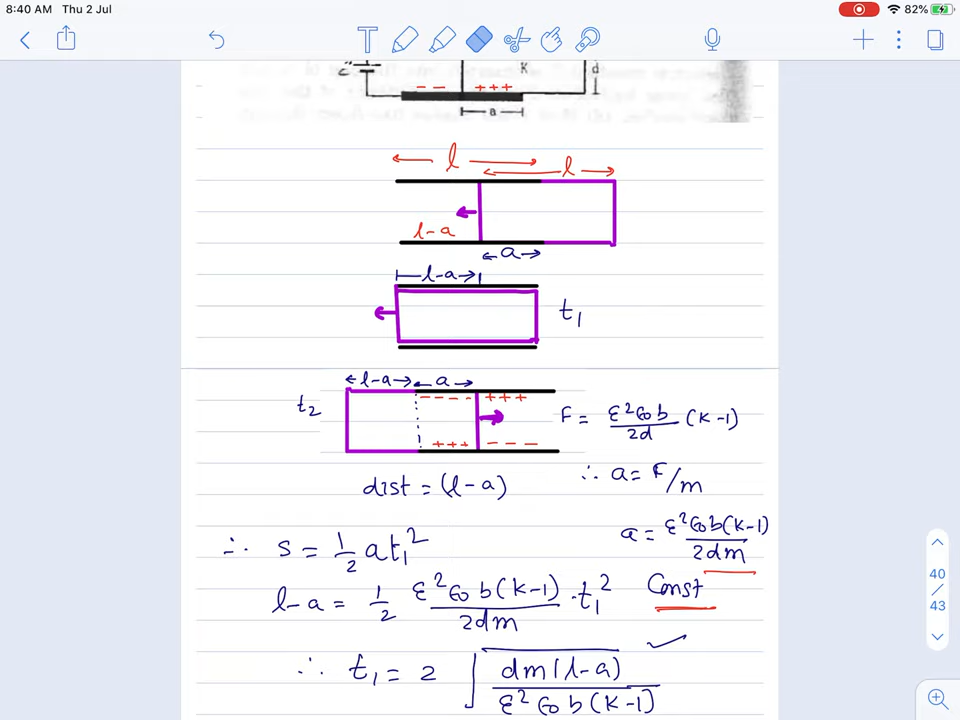 8:40 AM Thu 2 Jul 82%
ε K d
- - +++
a
l l
l-a
a
l-a
t₁
l-a a
t₂ - - - - +++ F = ε²ε₀b/2d (K-1)
+++ - - -
dist = (l-a) ∴ a = F/m
a = ε²ε₀b(K-1)/2dm
∴ s = 1/2 at₁²
l-a = 1/2 ε²ε₀b(K-1)/2dm · t₁² Const
∴ t₁ = 2 √(dm(l-a)/ε²ε₀b(K-1))
40
/
43